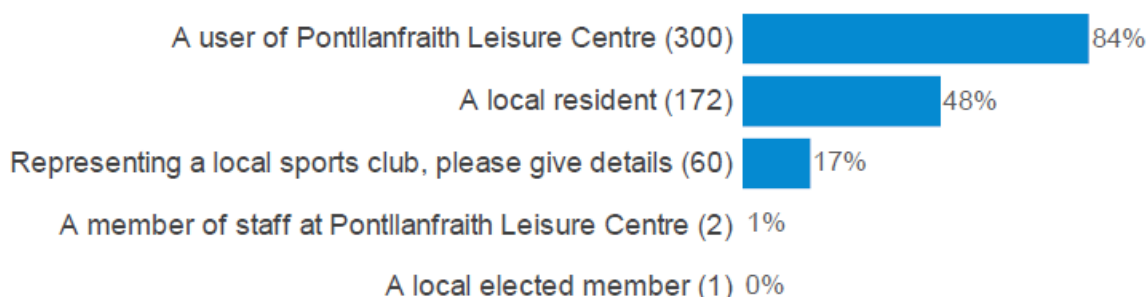 A user of Pontllanfraith Leisure Centre (300) 84%
A local resident (172) 48%
Representing a local sports club, please give details (60) 17%
A member of staff at Pontllanfraith Leisure Centre (2) 1%
A local elected member (1) 0%